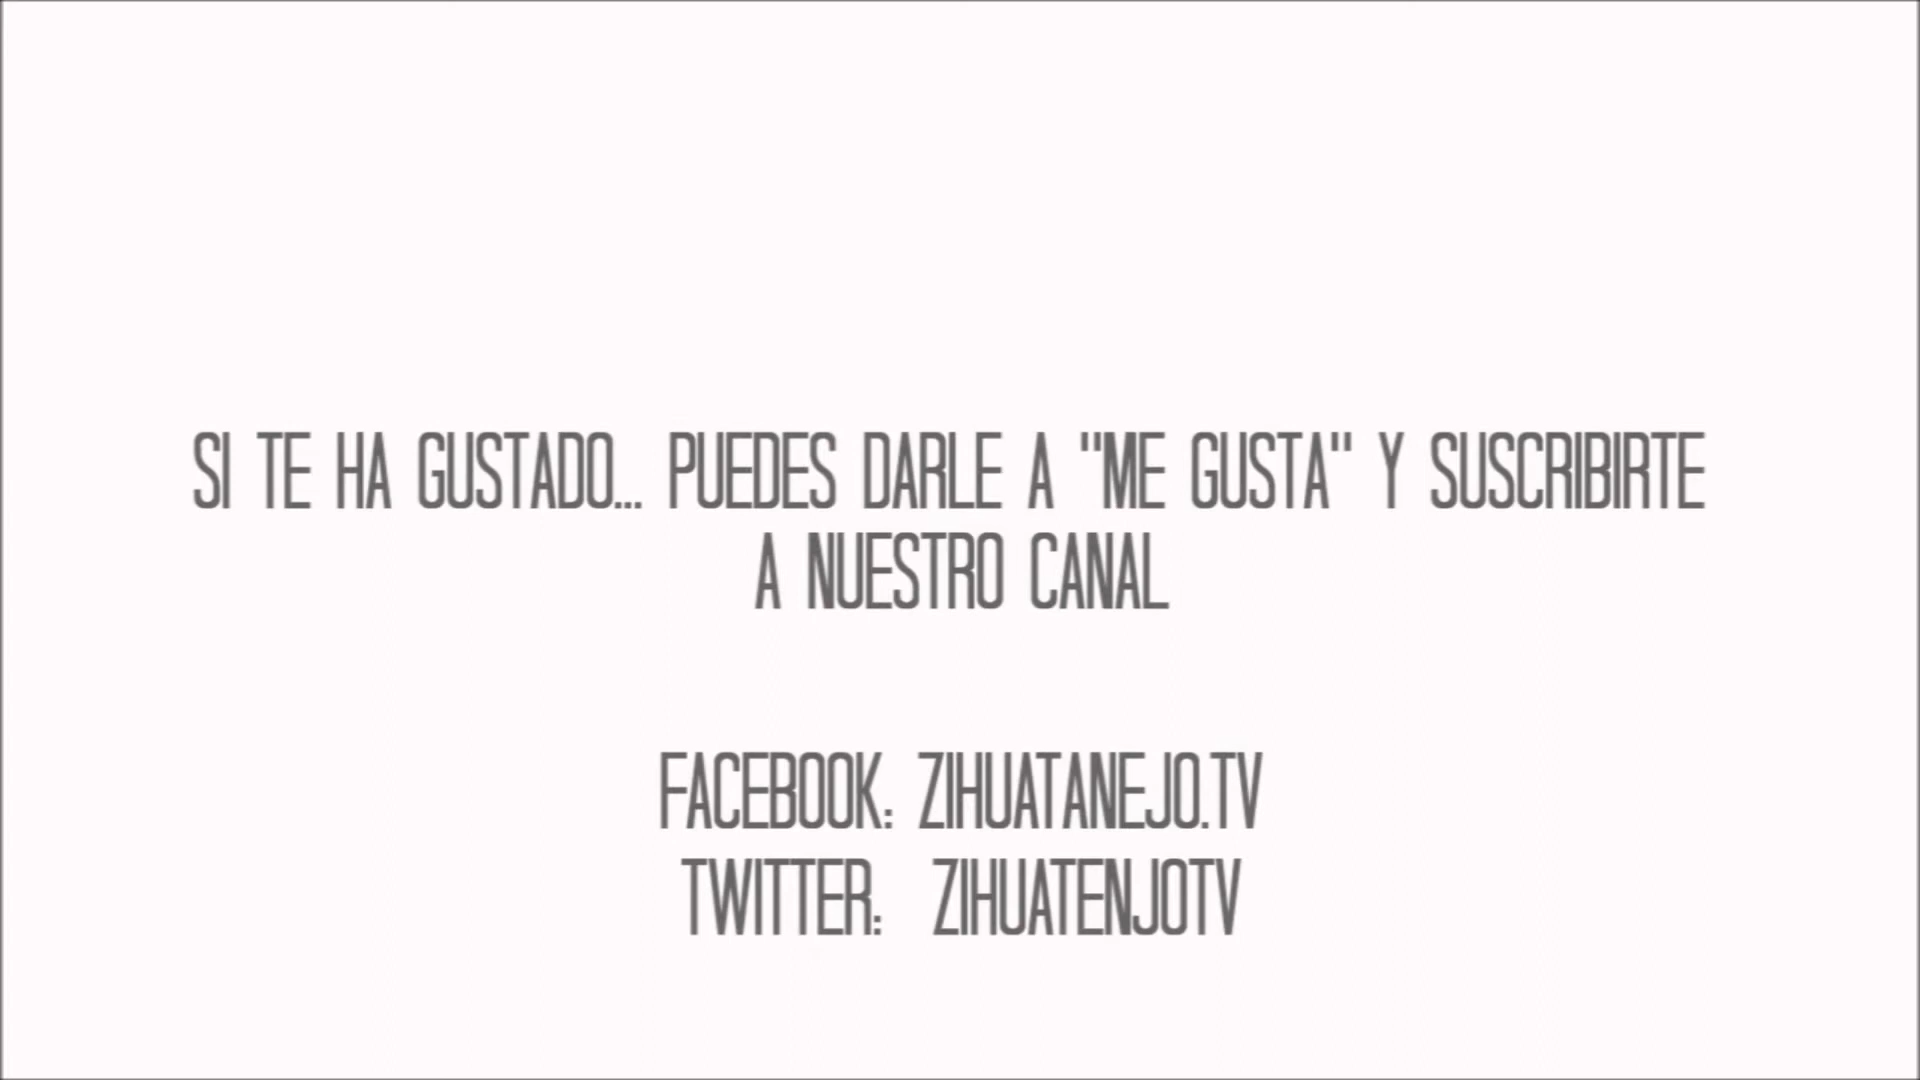 SI TE HA GUSTADO... PUEDES DARLE A "ME GUSTA" Y SUSCRIBIRTE
A NUESTRO CANAL
FACEBOOK: ZIHUATANEJO.TV
TWITTER: ZIHUATENJOTV